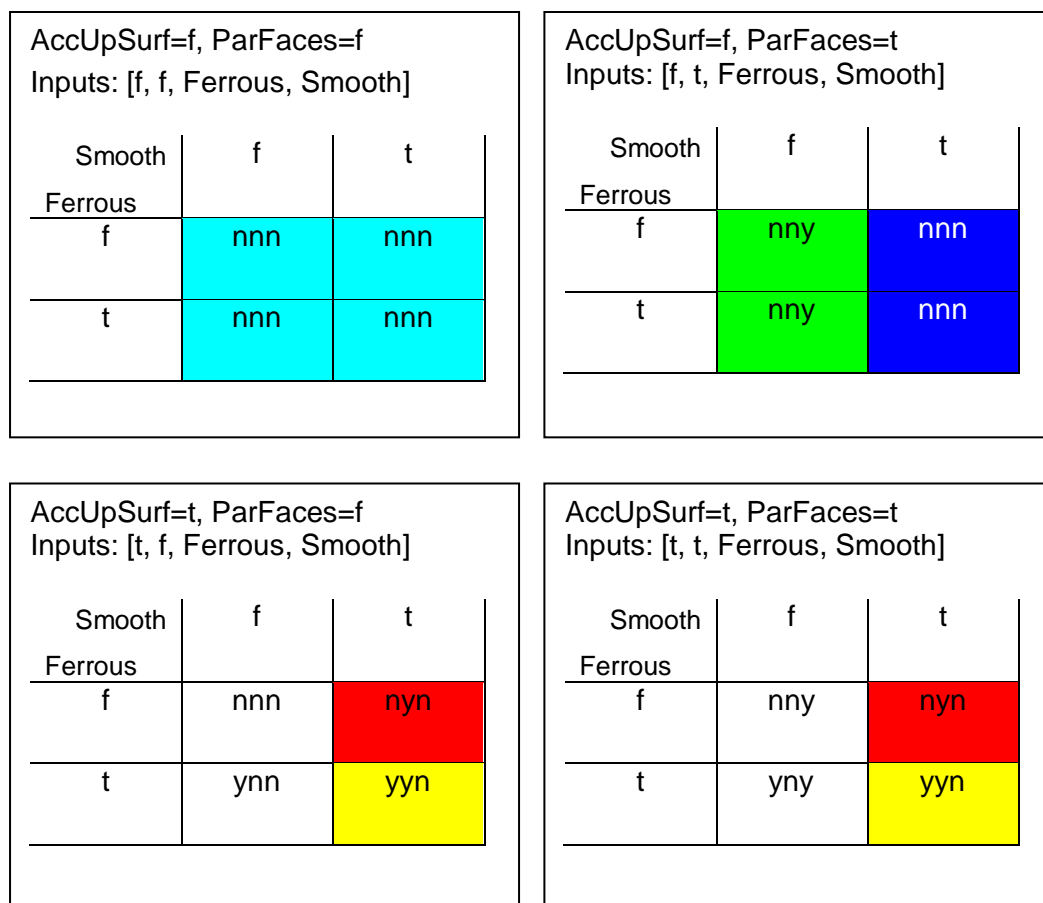 AccUpSurf=f, ParFaces=f
Inputs: [f, f, Ferrous, Smooth]
Smooth f t
Ferrous
f nnn nnn
t nnn nnn
AccUpSurf=f, ParFaces=t
Inputs: [f, t, Ferrous, Smooth]
Smooth f t
Ferrous
f nny nnn
t nny nnn
AccUpSurf=t, ParFaces=f
Inputs: [t, f, Ferrous, Smooth]
Smooth f t
Ferrous
f nnn nyn
t ynn yyn
AccUpSurf=t, ParFaces=t
Inputs: [t, t, Ferrous, Smooth]
Smooth f t
Ferrous
f nny nyn
t yny yyn